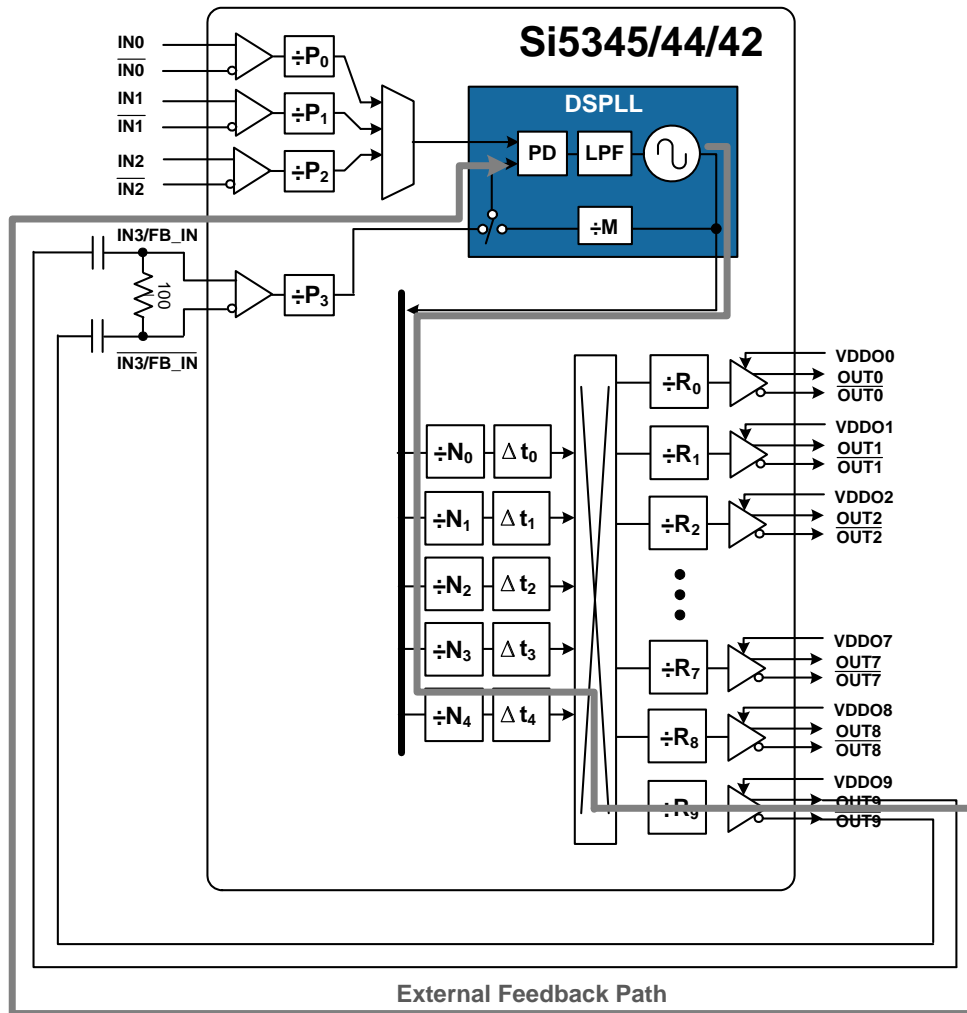 Si5345/44/42
IN0
IN0
÷P0
IN1
IN1
÷P1
IN2
IN2
÷P2
DSPLL
PD
LPF
÷M
IN3/FB_IN
100
÷P3
IN3/FB_IN
÷N0
Δt0
÷N1
Δt1
÷N2
Δt2
÷N3
Δt3
÷N4
Δt4
÷R0
VDDO0
OUT0
OUT0
÷R1
VDDO1
OUT1
OUT1
÷R2
VDDO2
OUT2
OUT2
÷R7
VDDO7
OUT7
OUT7
÷R8
VDDO8
OUT8
OUT8
÷R9
VDDO9
OUT9
OUT9
External Feedback Path